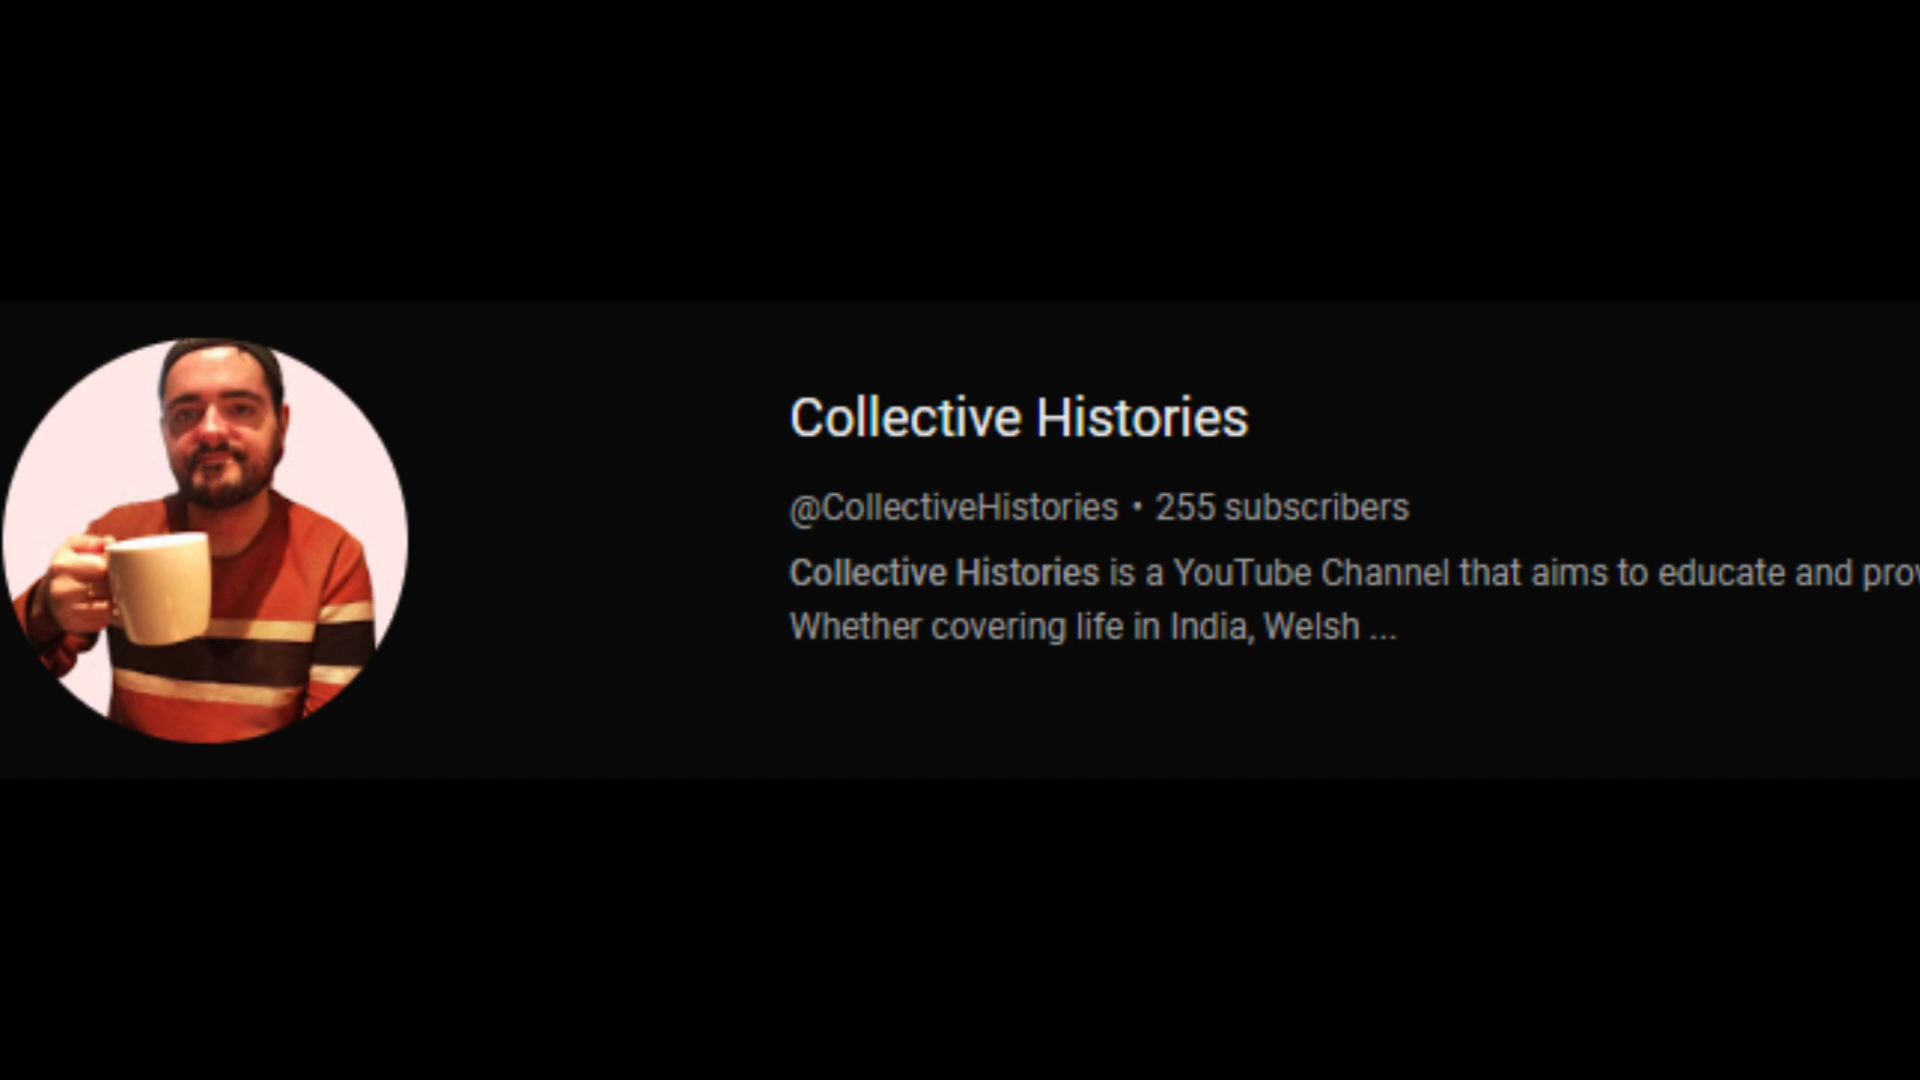 Collective Histories
@CollectiveHistories • 255 subscribers
Collective Histories is a YouTube Channel that aims to educate and prov
Whether covering life in India, Welsh ...